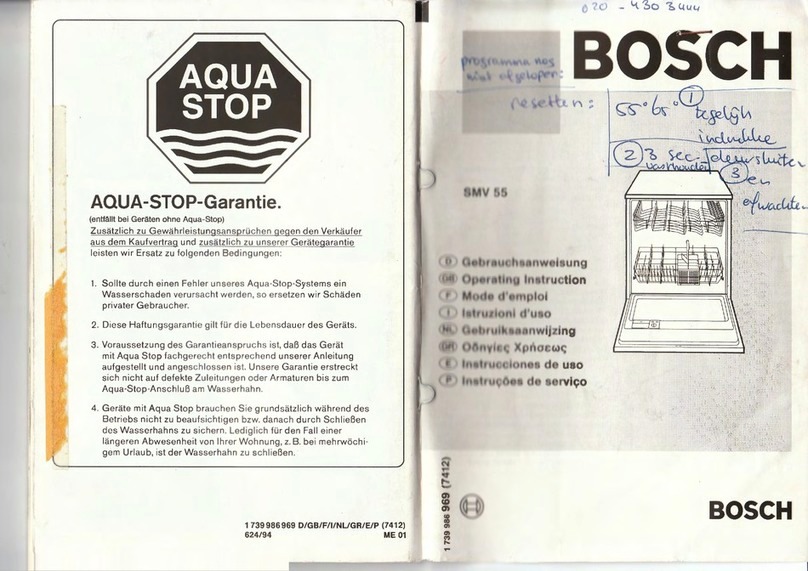 AQUA
STOP
AQUA-STOP-Garantie.
(entfällt bei Geräten ohne Aqua-Stop)
Zusätzlich zu Gewährleistungsansprüchen gegen den Verkäufer
aus dem Kaufvertrag und zusätzlich zu unserer Gerätegarantie
leisten wir Ersatz zu folgenden Bedingungen:
1. Sollte durch einen Fehler unseres Aqua-Stop-Systems ein
Wasserschaden verursacht werden, so ersetzen wir Schäden
privater Gebraucher.
2. Diese Haftungsgarantie gilt für die Lebensdauer des Geräts.
3. Voraussetzung des Garantieanspruchs ist, daß das Gerät
mit Aqua Stop fachgerecht entsprechend unserer Anleitung
aufgestellt und angeschlossen ist. Unsere Garantie erstreckt
sich nicht auf defekte Zuleitungen oder Armaturen bis zum
Aqua-Stop-Anschluß am Wasserhahn.
4. Geräte mit Aqua Stop brauchen Sie grundsätzlich während des
Betriebs nicht zu beaufsichtigen bzw. danach durch Schließen
des Wasserhahns zu sichern. Lediglich für den Fall einer
längeren Abwesenheit von Ihrer Wohnung, z. B. bei mehrwöchi-
gem Urlaub, ist der Wasserhahn zu schließen.
1 739 986 969 D/GB/F/I/NL/GR/E/P (7412)
624/94 ME 01
020 - 430 3444
BOSCH
programma nog
niet afgelopen:
resetten: 55° 65° 1 tegelijk
indrukke
2 3 sec. deursluiten
vasthouden 3 en
afwachten
SMV 55
D Gebrauchsanweisung
GB Operating Instruction
F Mode d'emploi
I Istruzioni d'uso
NL Gebruiksaanwijzing
GR Οδηγίες Χρήσεως
E Instrucciones de uso
P Instruções de serviço
1 739 986 969 (7412)
BOSCH